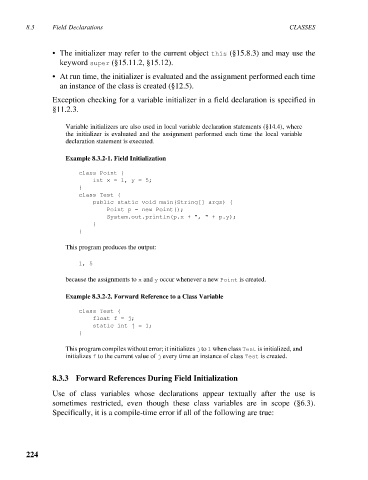 8.3 Field Declarations CLASSES
• The initializer may refer to the current object this (§15.8.3) and may use the
keyword super (§15.11.2, §15.12).
• At run time, the initializer is evaluated and the assignment performed each time
an instance of the class is created (§12.5).
Exception checking for a variable initializer in a field declaration is specified in
§11.2.3.
Variable initializers are also used in local variable declaration statements (§14.4), where
the initializer is evaluated and the assignment performed each time the local variable
declaration statement is executed.
Example 8.3.2-1. Field Initialization
class Point {
int x = 1, y = 5;
}
class Test {
public static void main(String[] args) {
Point p = new Point();
System.out.println(p.x + ", " + p.y);
}
}
This program produces the output:
1, 5
because the assignments to x and y occur whenever a new Point is created.
Example 8.3.2-2. Forward Reference to a Class Variable
class Test {
float f = j;
static int j = 1;
}
This program compiles without error; it initializes j to 1 when class Test is initialized, and
initializes f to the current value of j every time an instance of class Test is created.
8.3.3 Forward References During Field Initialization
Use of class variables whose declarations appear textually after the use is
sometimes restricted, even though these class variables are in scope (§6.3).
Specifically, it is a compile-time error if all of the following are true:
224